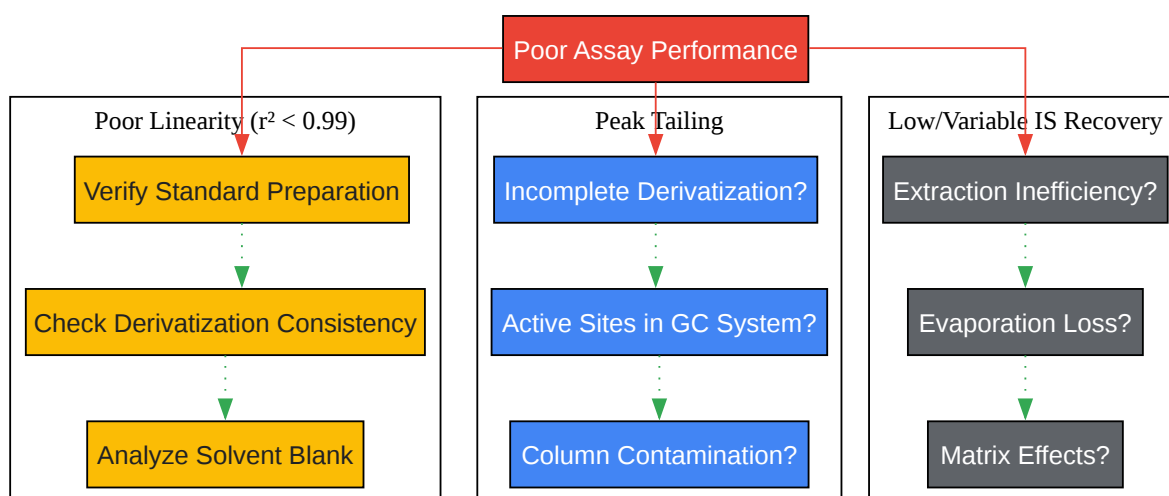 Poor Assay Performance
Poor Linearity (r² < 0.99)
Verify Standard Preparation
Check Derivatization Consistency
Analyze Solvent Blank
Peak Tailing
Incomplete Derivatization?
Active Sites in GC System?
Column Contamination?
Low/Variable IS Recovery
Extraction Inefficiency?
Evaporation Loss?
Matrix Effects?